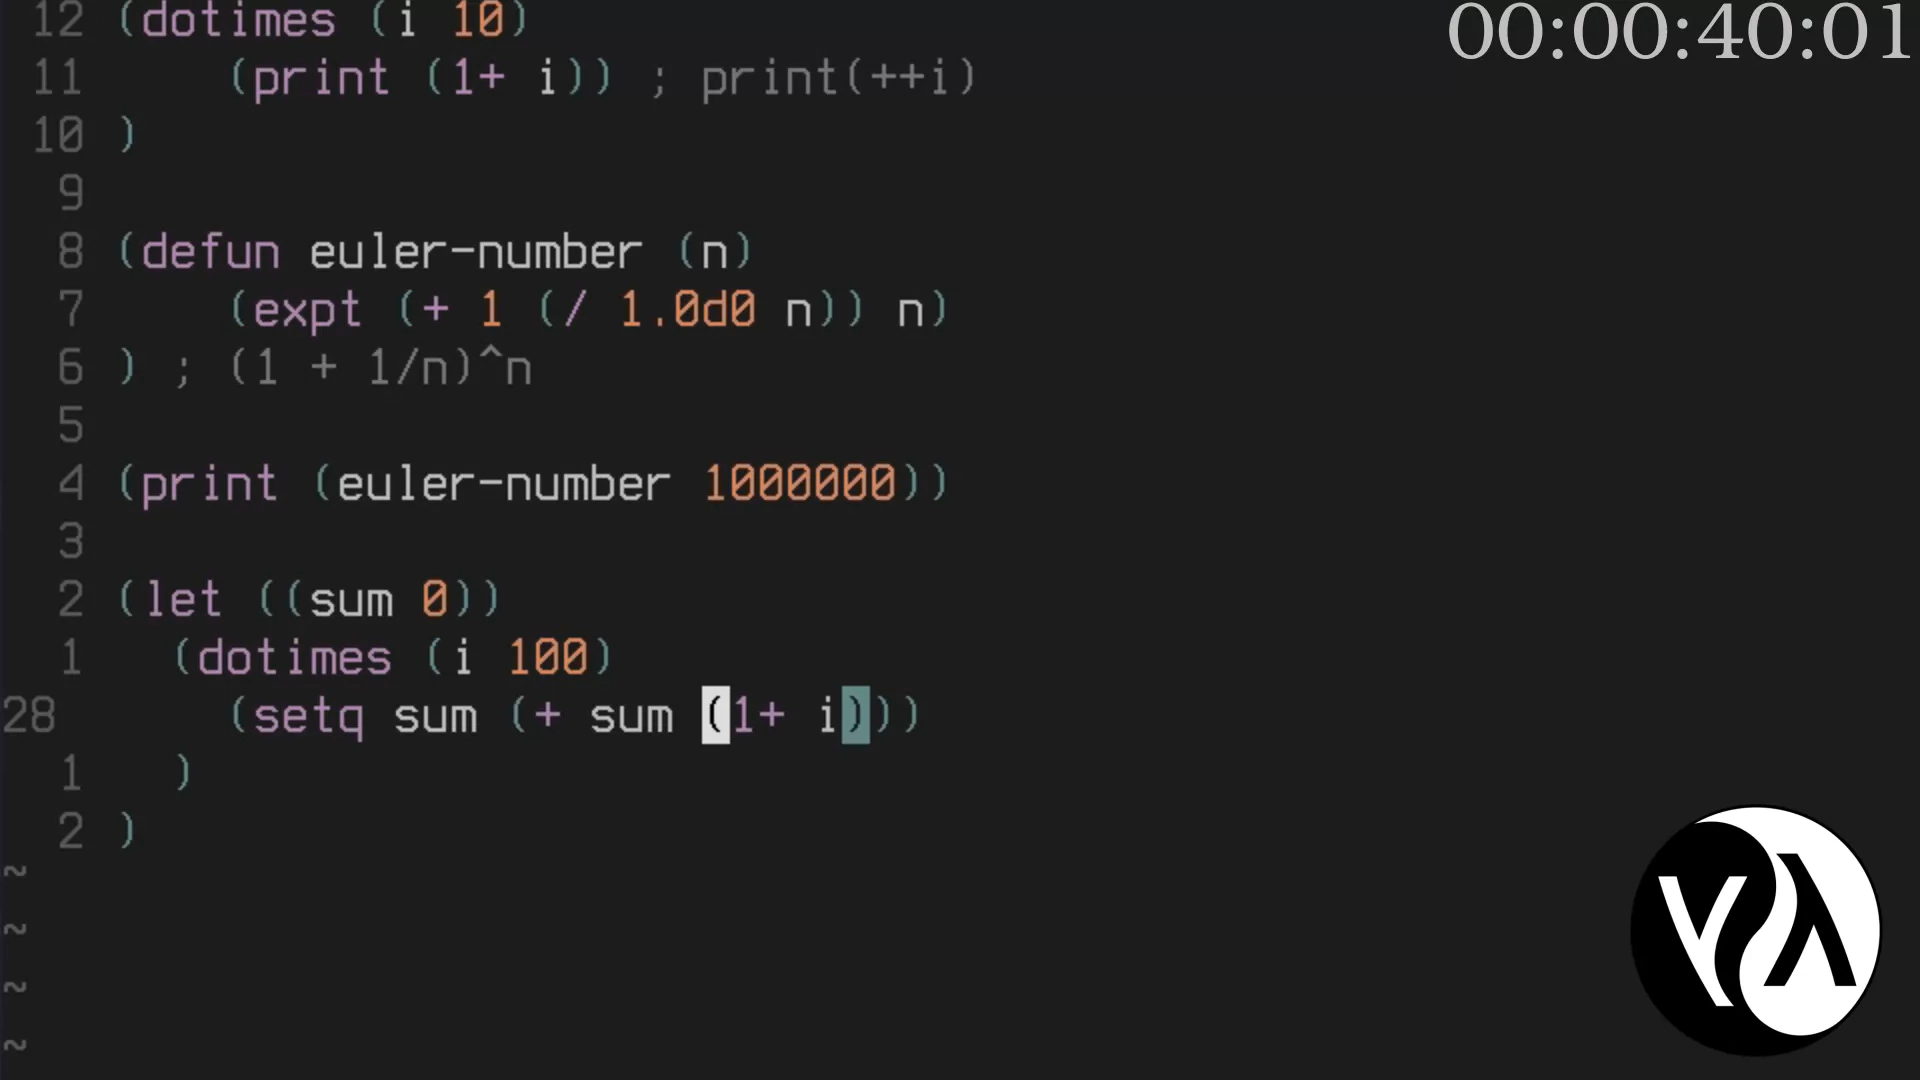 00:00:40:01
12 (dotimes (i 10)
11     (print (1+ i)) ; print(++i)
10 )
9
8 (defun euler-number (n)
7     (expt (+ 1 (/ 1.0d0 n)) n)
6 ) ; (1 + 1/n)^n
5
4 (print (euler-number 1000000))
3
2 (let ((sum 0))
1   (dotimes (i 100)
28     (setq sum (+ sum (1+ i)))
1   )
2 )
~
~
~
~